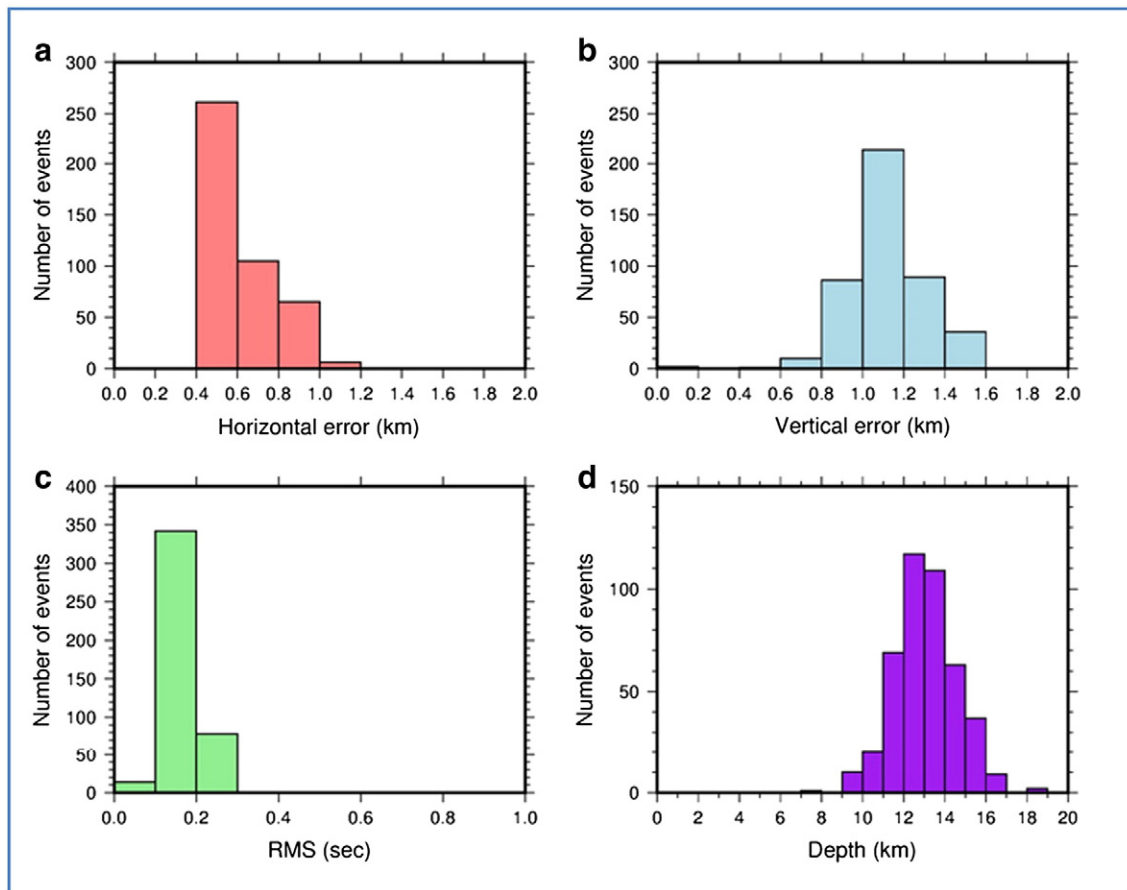 a
300
250
200
150
100
50
0
Number of events
0.0 0.2 0.4 0.6 0.8 1.0 1.2 1.4 1.6 1.8 2.0
Horizontal error (km)
b
300
250
200
150
100
50
0
Number of events
0.0 0.2 0.4 0.6 0.8 1.0 1.2 1.4 1.6 1.8 2.0
Vertical error (km)
c
400
350
300
250
200
150
100
50
0
Number of events
0.0 0.2 0.4 0.6 0.8 1.0
RMS (sec)
d
150
100
50
0
Number of events
0 2 4 6 8 10 12 14 16 18 20
Depth (km)